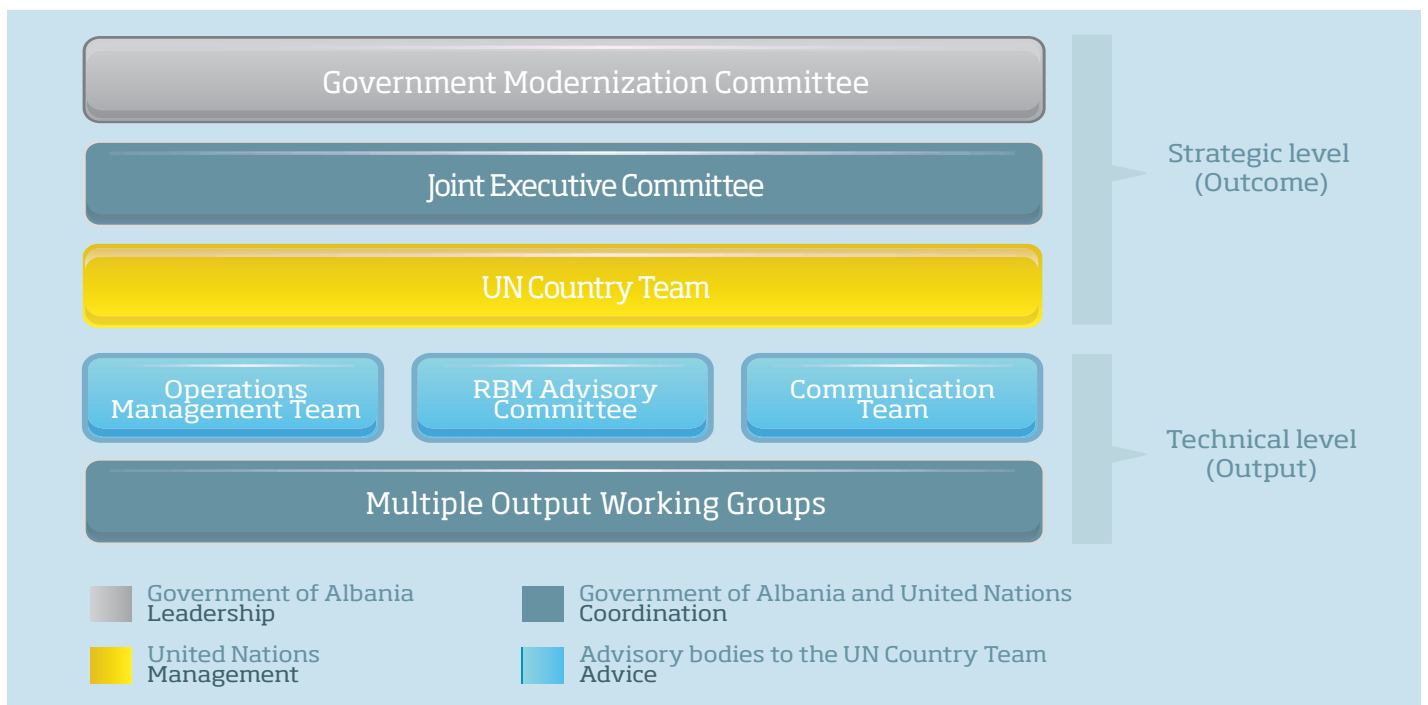 Government Modernization Committee
Joint Executive Committee
UN Country Team
Strategic level
(Outcome)
Operations
Management Team
RBM Advisory
Committee
Communication
Team
Multiple Output Working Groups
Technical level
(Output)
Government of Albania
Leadership
Government of Albania and United Nations
Coordination
United Nations
Management
Advisory bodies to the UN Country Team
Advice